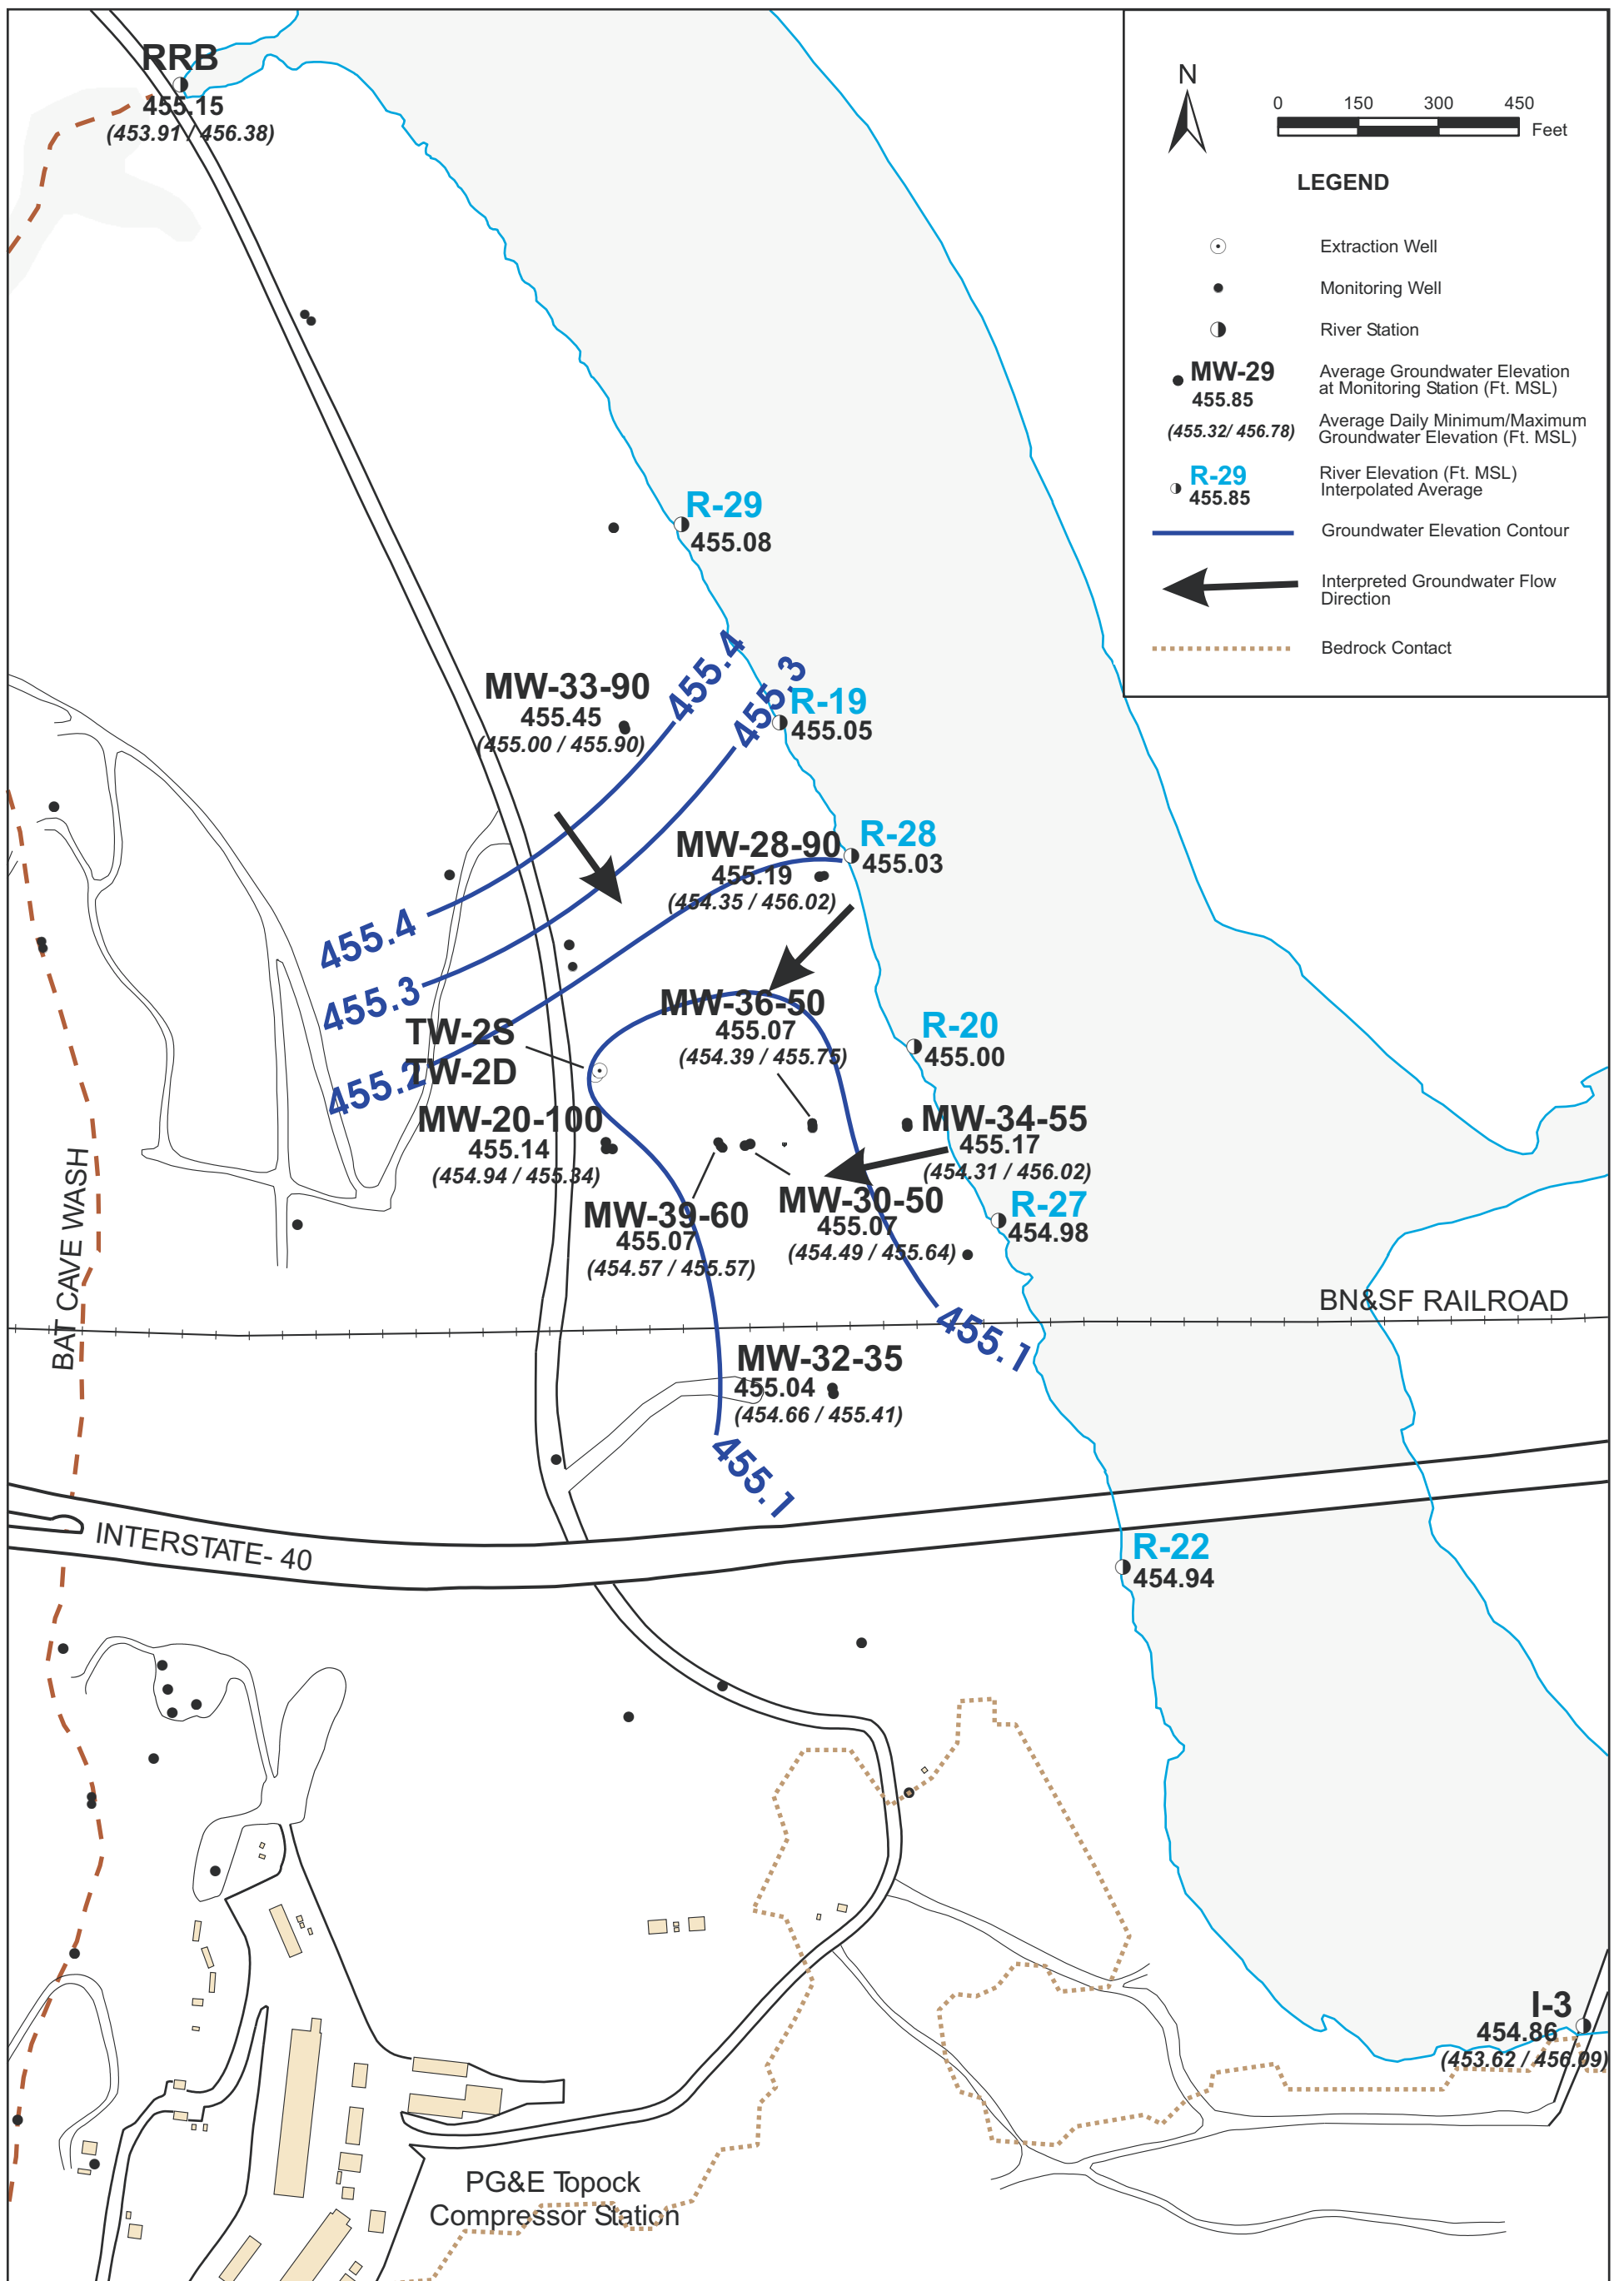 RRB
455.15
(453.91 / 456.38)
N
0 150 300 450
Feet
LEGEND
Extraction Well
Monitoring Well
River Station
MW-29
455.85
Average Groundwater Elevation
at Monitoring Station (Ft. MSL)
(455.32/ 456.78)
Average Daily Minimum/Maximum
Groundwater Elevation (Ft. MSL)
R-29
455.85
River Elevation (Ft. MSL)
Interpolated Average
Groundwater Elevation Contour
Interpreted Groundwater Flow
Direction
Bedrock Contact
R-29
455.08
455.4
455.3
MW-33-90
455.45
(455.00 / 455.90)
R-19
455.05
R-28
455.03
MW-28-90
455.19
(454.35 / 456.02)
455.4
455.3
455.2
MW-36-50
455.07
(454.39 / 455.75)
R-20
455.00
TW-2S
TW-2D
MW-20-100
455.14
(454.94 / 455.34)
MW-34-55
455.17
(454.31 / 456.02)
MW-39-60
455.07
(454.57 / 455.57)
MW-30-50
455.07
(454.49 / 455.64)
R-27
454.98
BAT CAVE WASH
BN&SF RAILROAD
455.1
MW-32-35
455.04
(454.66 / 455.41)
455.1
INTERSTATE- 40
R-22
454.94
I-3
454.86
(453.62 / 456.09)
PG&E Topock
Compressor Station